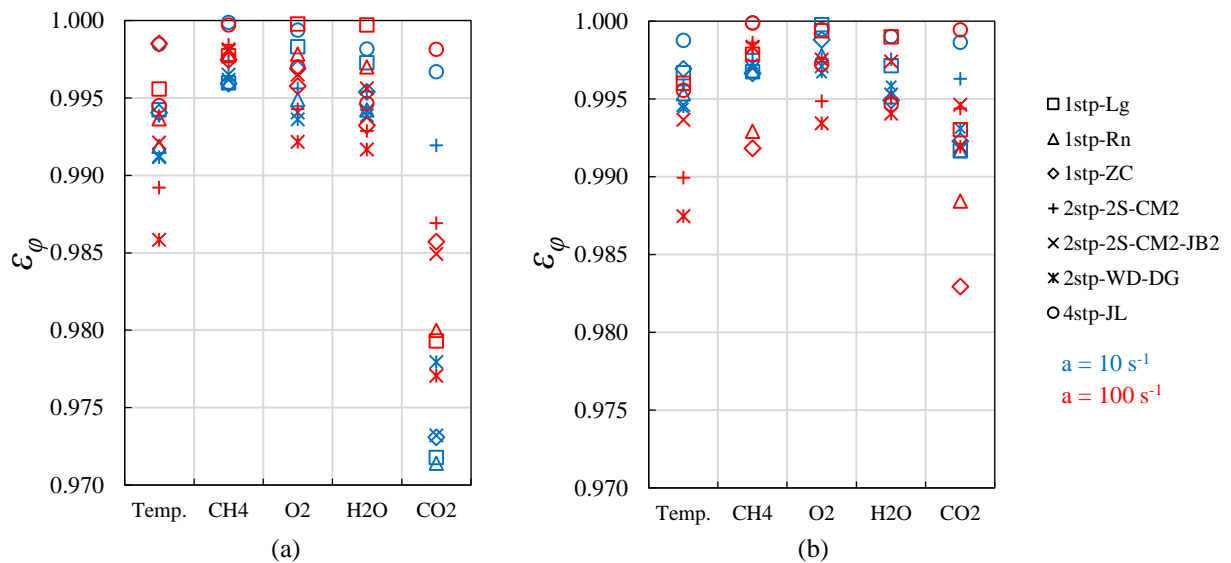 1.000
0.995
0.990
0.985
0.980
0.975
0.970
εφ
Temp. CH4 O2 H2O CO2
(a)
1.000
0.995
0.990
0.985
0.980
0.975
0.970
εφ
Temp. CH4 O2 H2O CO2
(b)
1stp-Lg
1stp-Rn
1stp-ZC
2stp-2S-CM2
2stp-2S-CM2-JB2
2stp-WD-DG
4stp-JL
a = 10 s⁻¹
a = 100 s⁻¹